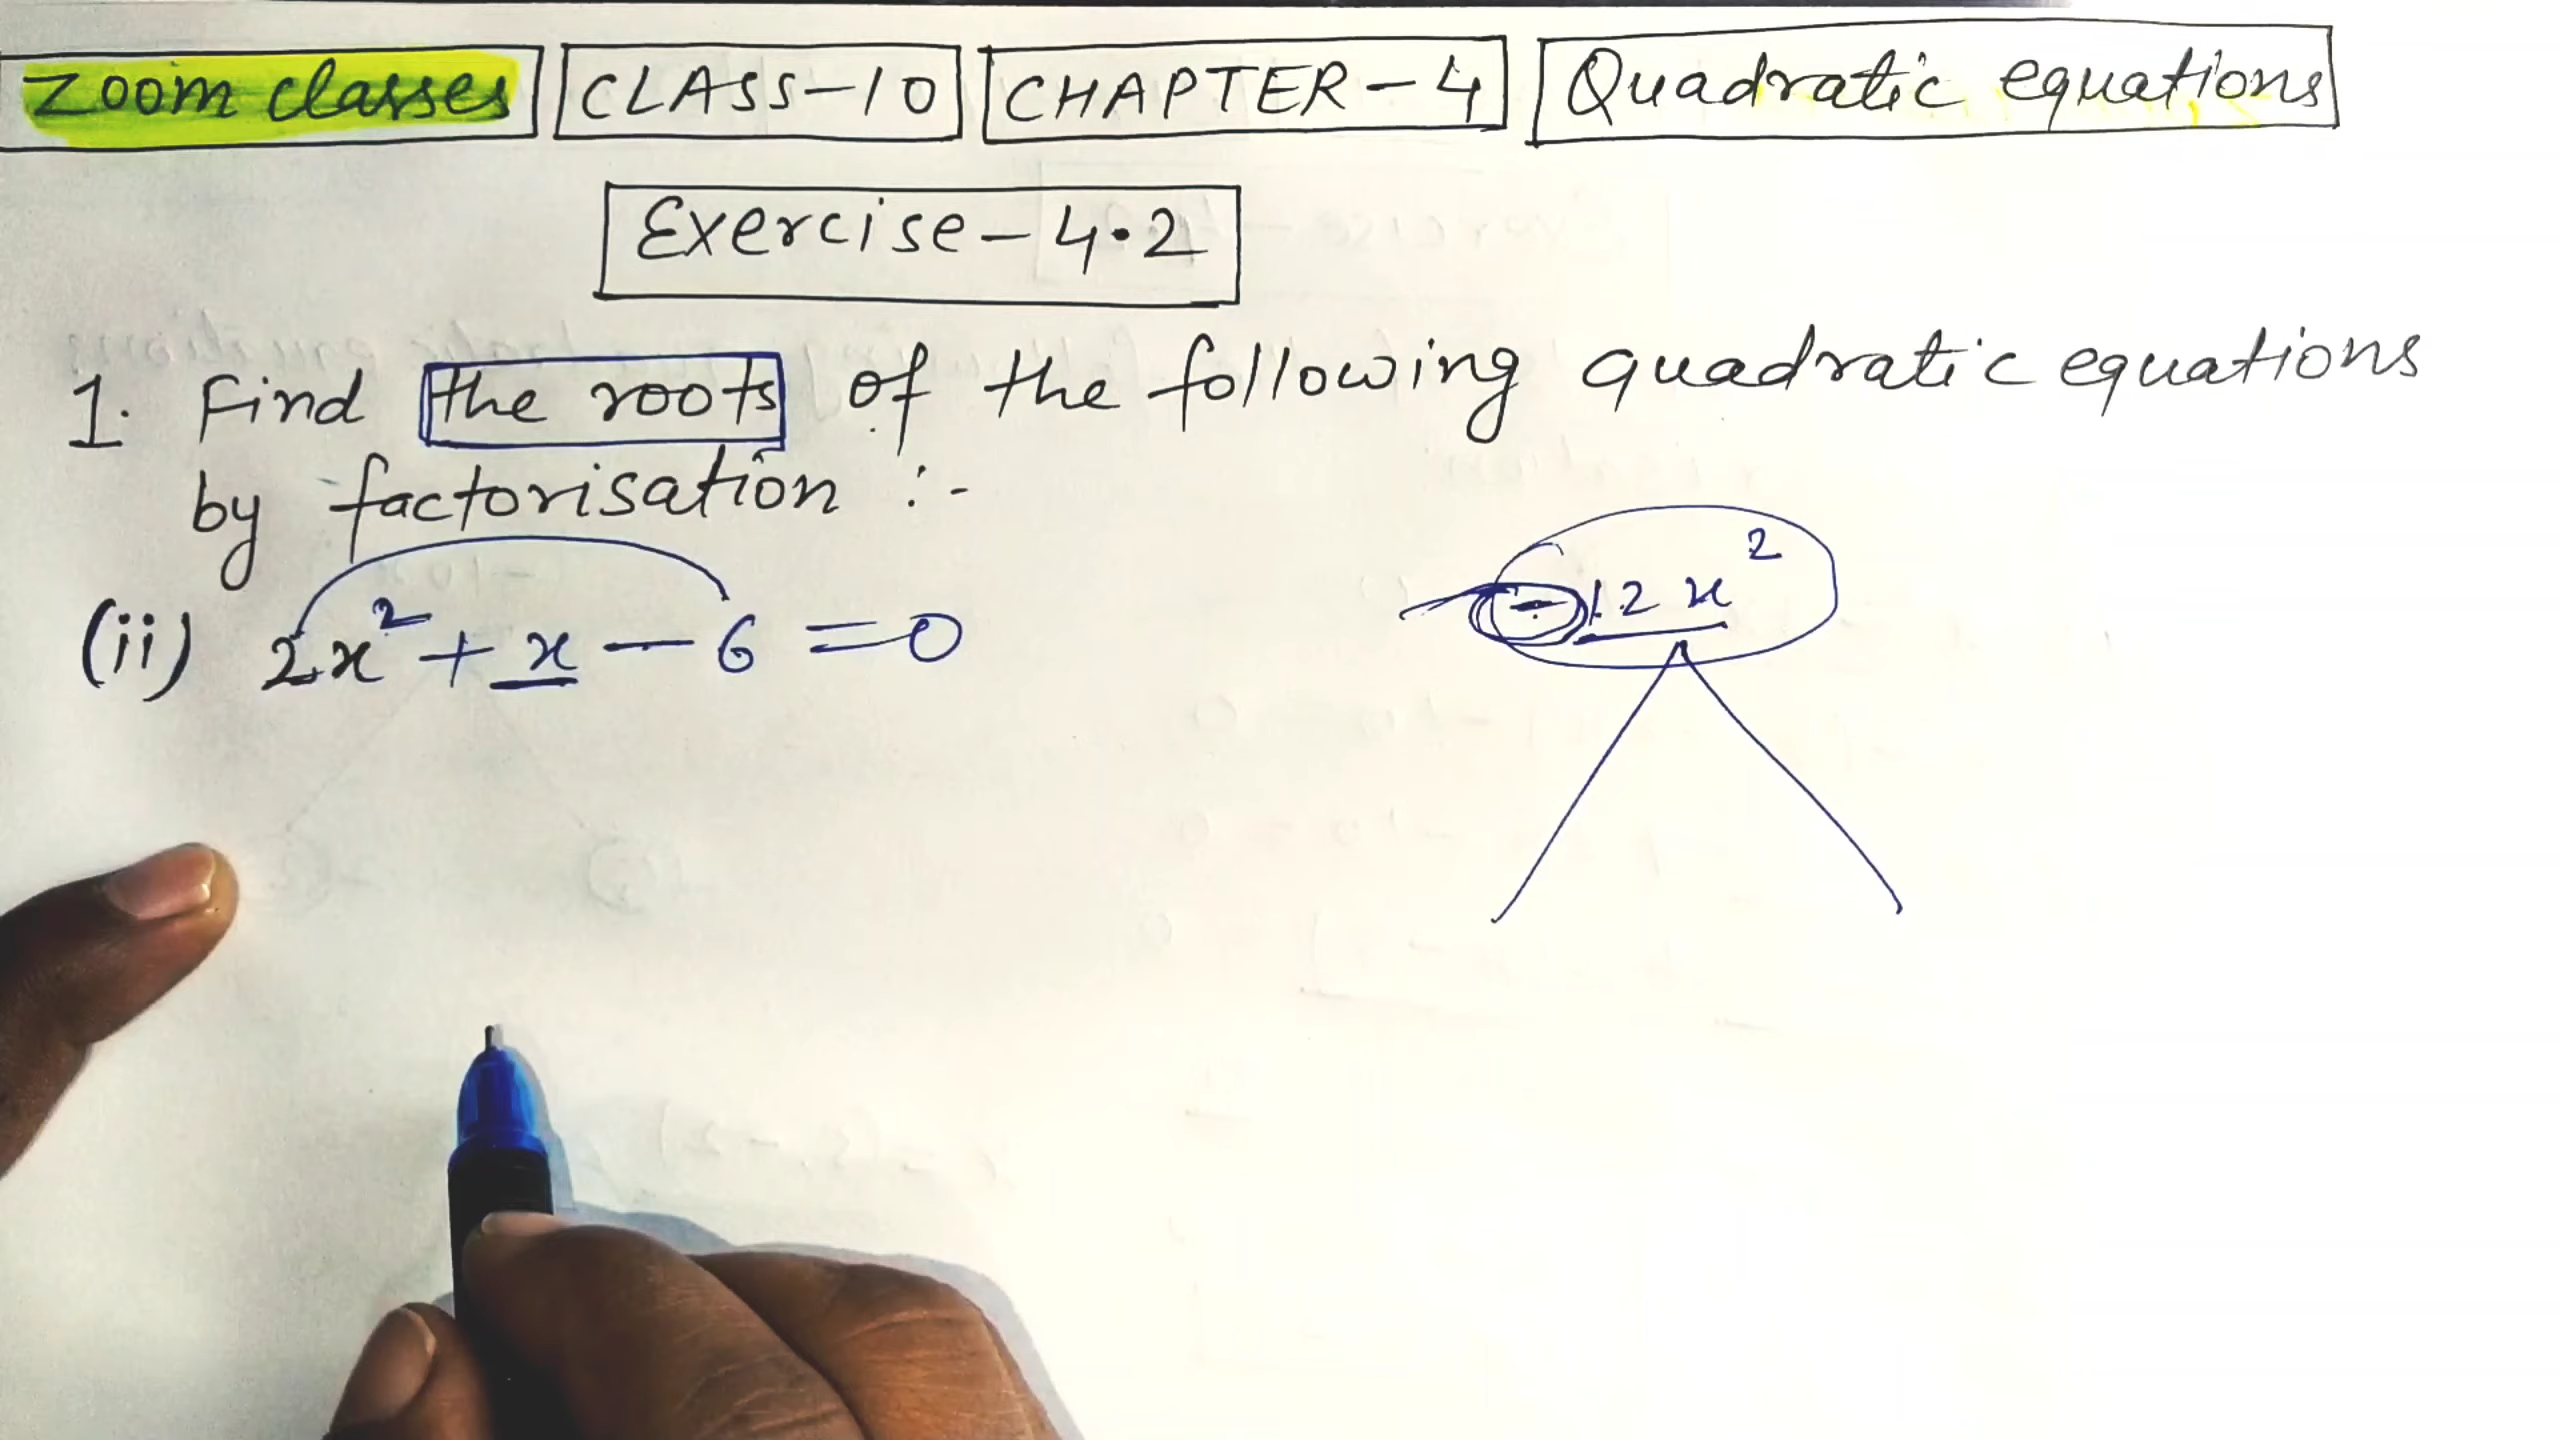 Zoom classes CLASS-10 CHAPTER-4 Quadratic equations
Exercise-4.2
1. Find the roots of the following quadratic equations
by factorisation :-
(ii) 2x² + x - 6 = 0
-12x²